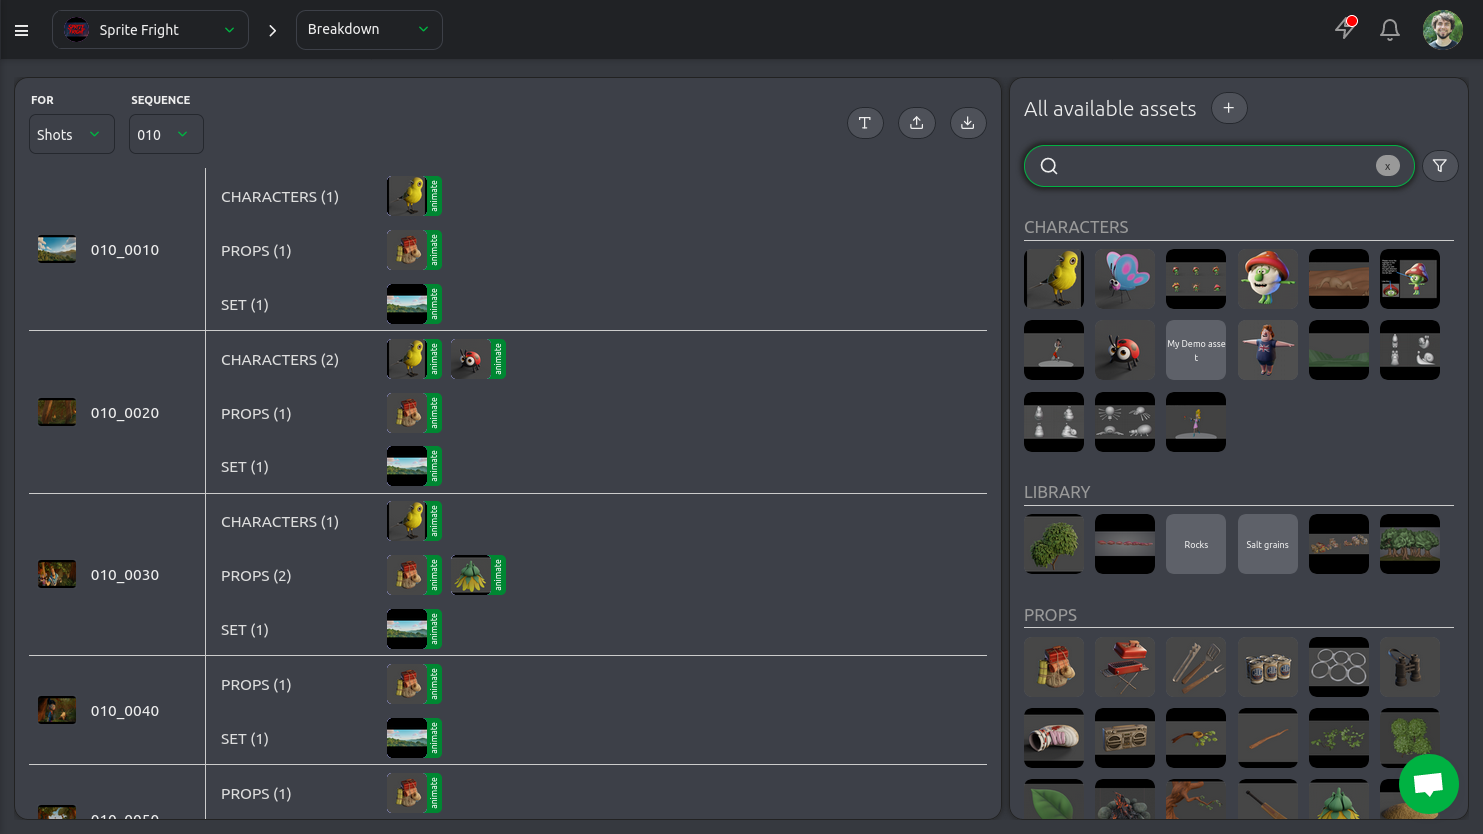 Sprite Fright
Breakdown
FOR
SEQUENCE
Shots
010
All available assets
x
010_0010
CHARACTERS (1)
animate
PROPS (1)
animate
SET (1)
animate
010_0020
CHARACTERS (2)
animate
animate
PROPS (1)
animate
SET (1)
animate
010_0030
CHARACTERS (1)
animate
PROPS (2)
animate
animate
SET (1)
animate
010_0040
PROPS (1)
animate
SET (1)
animate
010_0050
PROPS (1)
animate
CHARACTERS
My Demo asse
t
LIBRARY
Rocks
Salt grains
PROPS